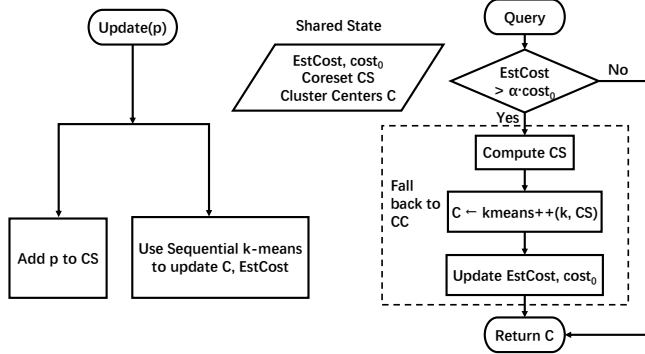 Update(p)
Add p to CS
Use Sequential k-means
to update C, EstCost
Shared State
EstCost, cost₀
Coreset CS
Cluster Centers C
Query
EstCost
> α·cost₀
No
Yes
Fall
back to
CC
Compute CS
C ← kmeans++(k, CS)
Update EstCost, cost₀
Return C